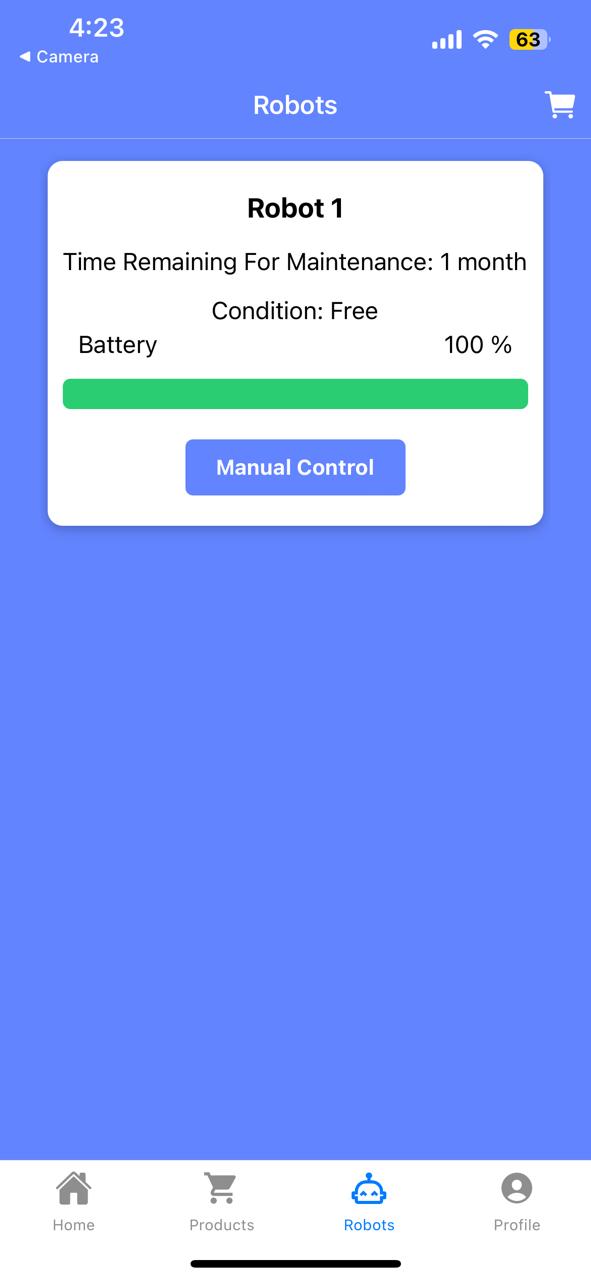 4:23
◀ Camera
63
Robots
Robot 1
Time Remaining For Maintenance: 1 month
Condition: Free
Battery 100 %
Manual Control
Home Products Robots Profile